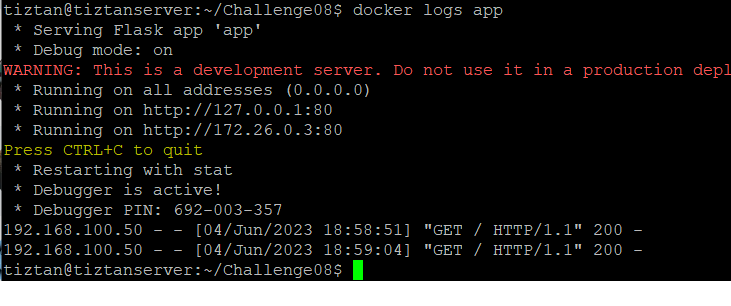 tiztan@tiztanserver:~/Challenge08$ docker logs app
 * Serving Flask app 'app'
 * Debug mode: on
WARNING: This is a development server. Do not use it in a production depl
 * Running on all addresses (0.0.0.0)
 * Running on http://127.0.0.1:80
 * Running on http://172.26.0.3:80
Press CTRL+C to quit
 * Restarting with stat
 * Debugger is active!
 * Debugger PIN: 692-003-357
192.168.100.50 - - [04/Jun/2023 18:58:51] "GET / HTTP/1.1" 200 -
192.168.100.50 - - [04/Jun/2023 18:59:04] "GET / HTTP/1.1" 200 -
tiztan@tiztanserver:~/Challenge08$